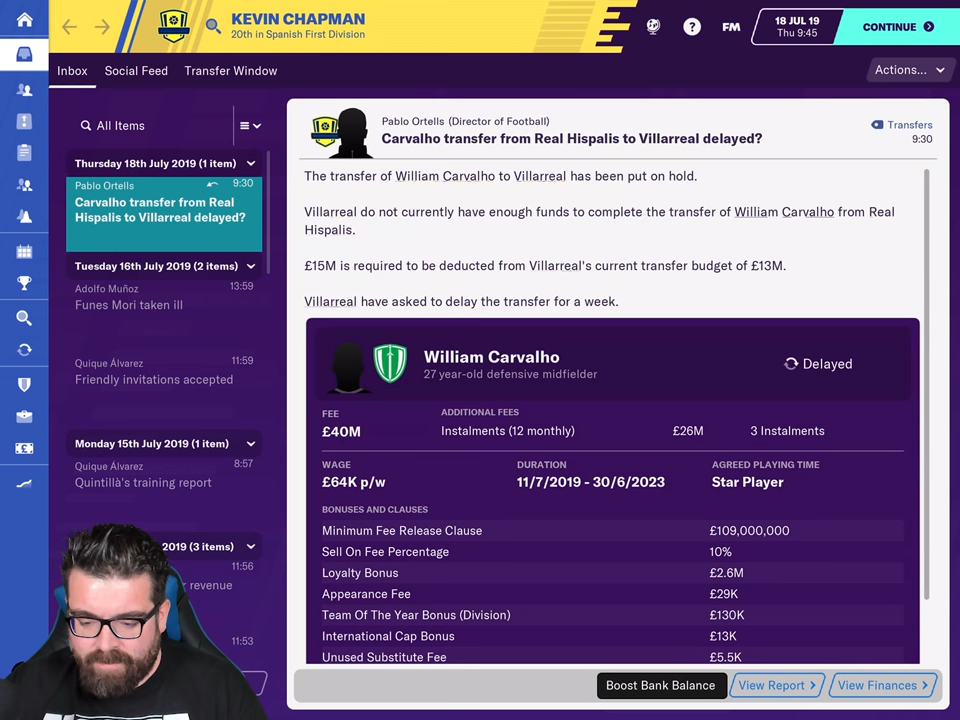 KEVIN CHAPMAN
20th in Spanish First Division
?
FM
18 JUL 19
Thu 9:45
CONTINUE
Inbox Social Feed Transfer Window
Actions...
All Items
Thursday 18th July 2019 (1 item)
Pablo Ortells 9:30
Carvalho transfer from Real
Hispalis to Villarreal delayed?
Tuesday 16th July 2019 (2 items)
Adolfo Muñoz 13:59
Funes Mori taken ill
Quique Álvarez 11:59
Friendly invitations accepted
Monday 15th July 2019 (1 item)
Quique Álvarez 8:57
Quintillà's training report
2019 (3 items)
11:56
revenue
11:53
Pablo Ortells (Director of Football)
Carvalho transfer from Real Hispalis to Villarreal delayed?
Transfers
9:30
The transfer of William Carvalho to Villarreal has been put on hold.
Villarreal do not currently have enough funds to complete the transfer of William Carvalho from Real
Hispalis.
£15M is required to be deducted from Villarreal's current transfer budget of £13M.
Villarreal have asked to delay the transfer for a week.
William Carvalho
27 year-old defensive midfielder
Delayed
FEE ADDITIONAL FEES
£40M Instalments (12 monthly) £26M 3 Instalments
WAGE DURATION AGREED PLAYING TIME
£64K p/w 11/7/2019 - 30/6/2023 Star Player
BONUSES AND CLAUSES
Minimum Fee Release Clause £109,000,000
Sell On Fee Percentage 10%
Loyalty Bonus £2.6M
Appearance Fee £29K
Team Of The Year Bonus (Division) £130K
International Cap Bonus £13K
Unused Substitute Fee £5.5K
Boost Bank Balance View Report View Finances